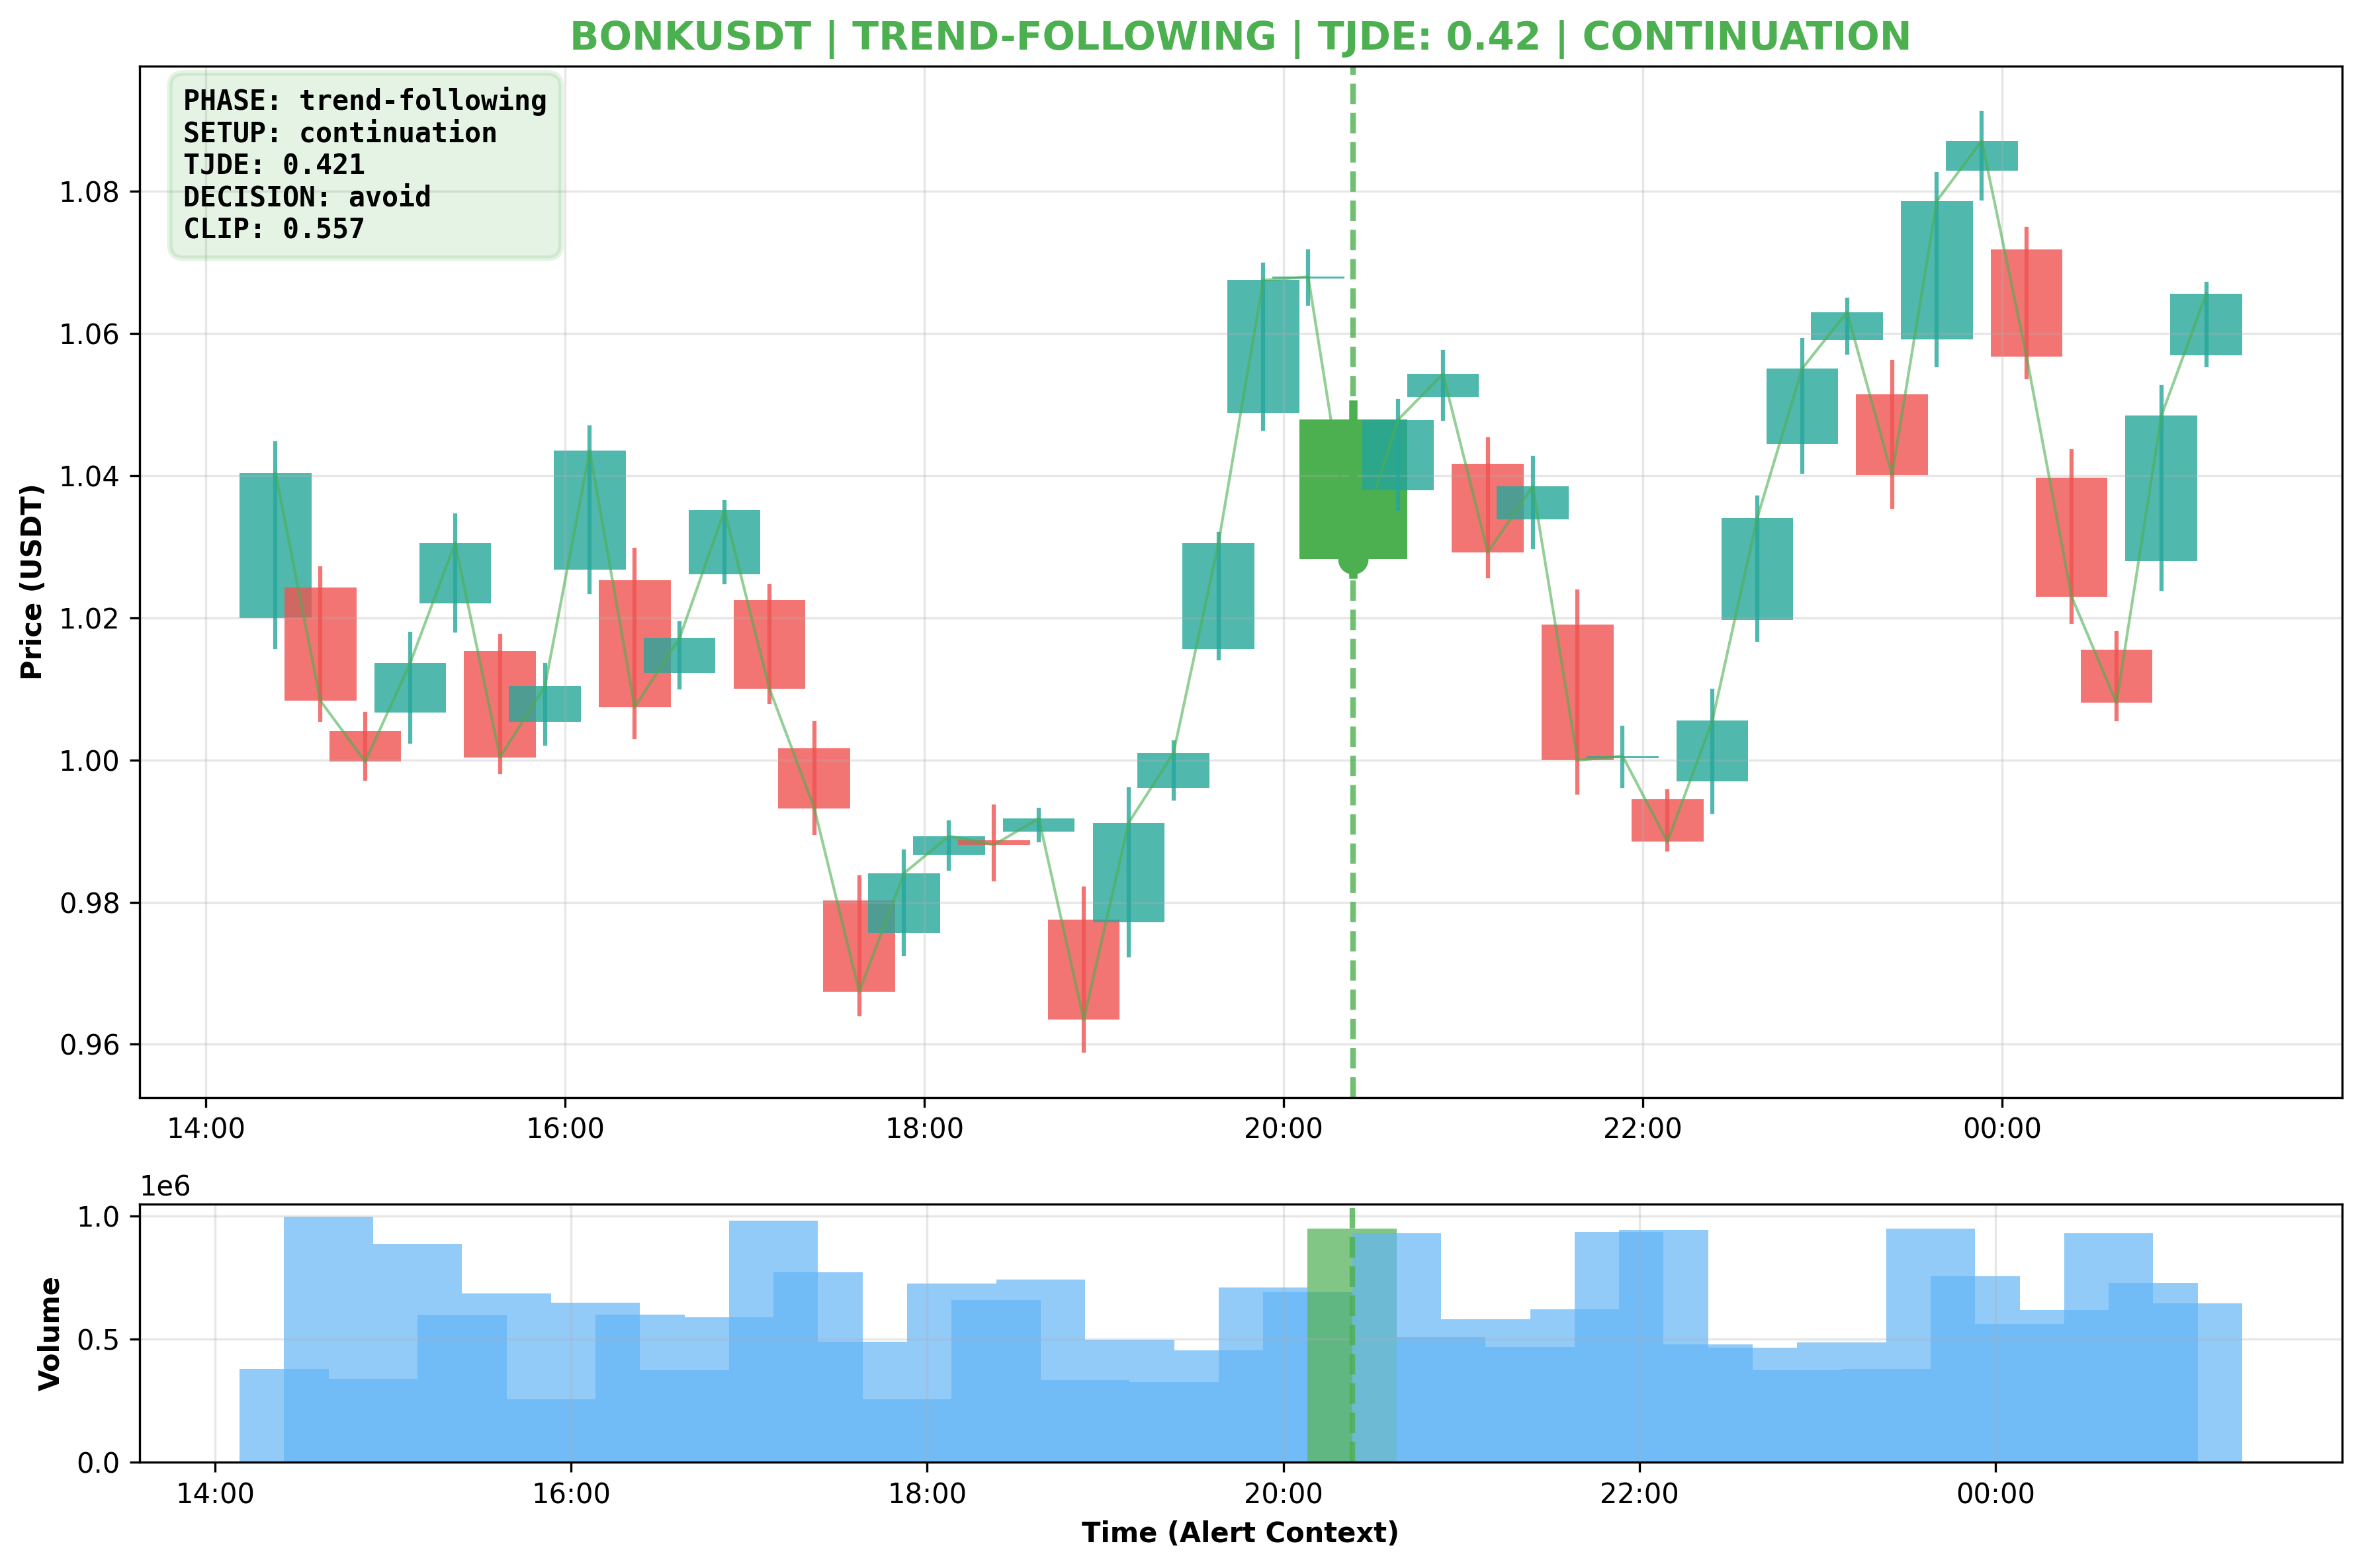 BONKUSDT | TREND-FOLLOWING | TJDE: 0.42 | CONTINUATION
PHASE: trend-following
SETUP: continuation
TJDE: 0.421
DECISION: avoid
CLIP: 0.557
Price (USDT)
1.08
1.06
1.04
1.02
1.00
0.98
0.96
14:00 16:00 18:00 20:00 22:00 00:00
1e6
Volume
1.0
0.5
0.0
14:00 16:00 18:00 20:00 22:00 00:00
Time (Alert Context)